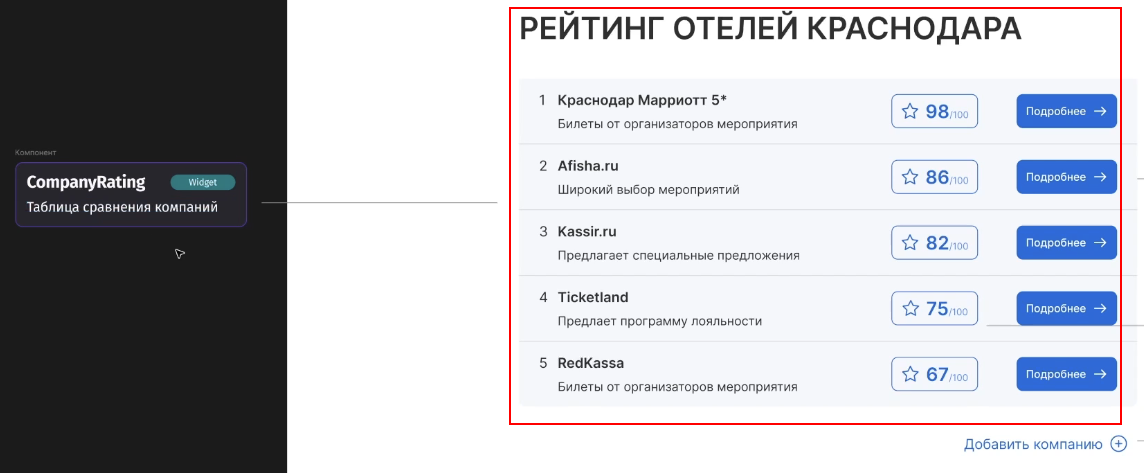 Компонент
CompanyRating
Widget
Таблица сравнения компаний
РЕЙТИНГ ОТЕЛЕЙ КРАСНОДАРА
1 Краснодар Марриотт 5*
Билеты от организаторов мероприятия
98/100
Подробнее
2 Afisha.ru
Широкий выбор мероприятий
86/100
Подробнее
3 Kassir.ru
Предлагает специальные предложения
82/100
Подробнее
4 Ticketland
Предлает программу лояльности
75/100
Подробнее
5 RedKassa
Билеты от организаторов мероприятия
67/100
Подробнее
Добавить компанию